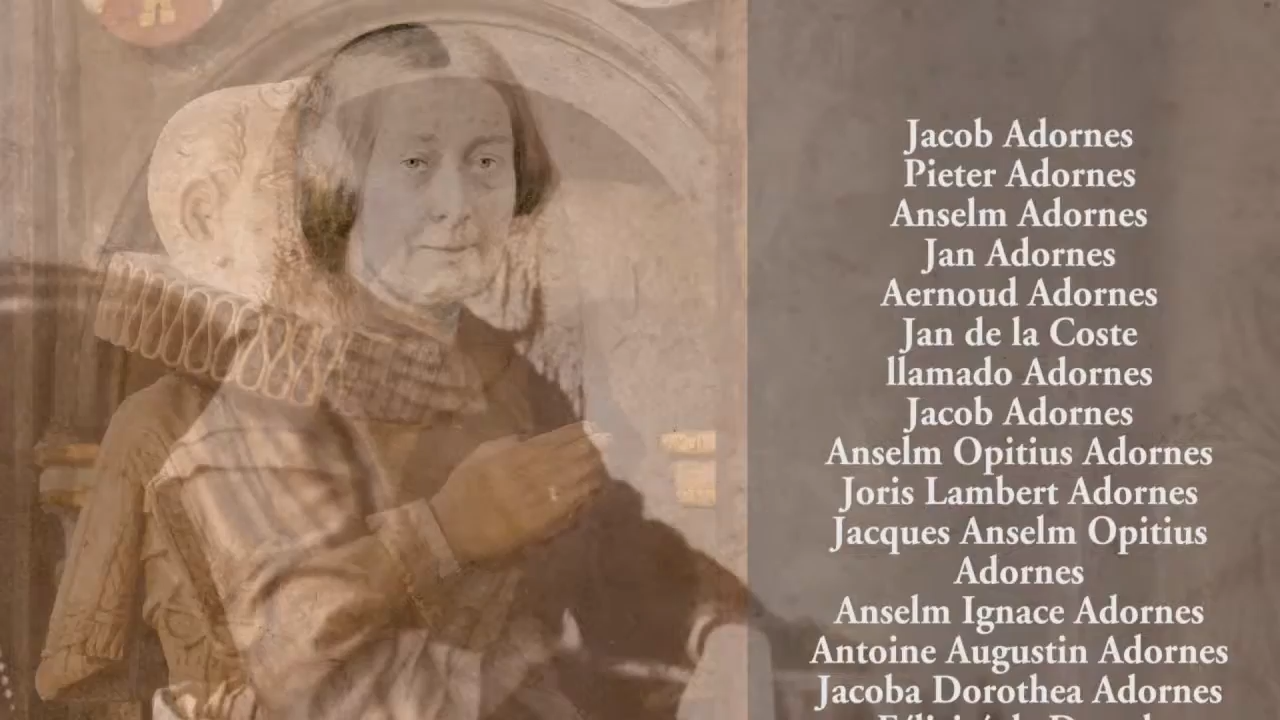 Jacob Adornes
Pieter Adornes
Anselm Adornes
Jan Adornes
Aernoud Adornes
Jan de la Coste
llamado Adornes
Jacob Adornes
Anselm Opitius Adornes
Joris Lambert Adornes
Jacques Anselm Opitius
Adornes
Anselm Ignace Adornes
Antoine Augustin Adornes
Jacoba Dorothea Adornes